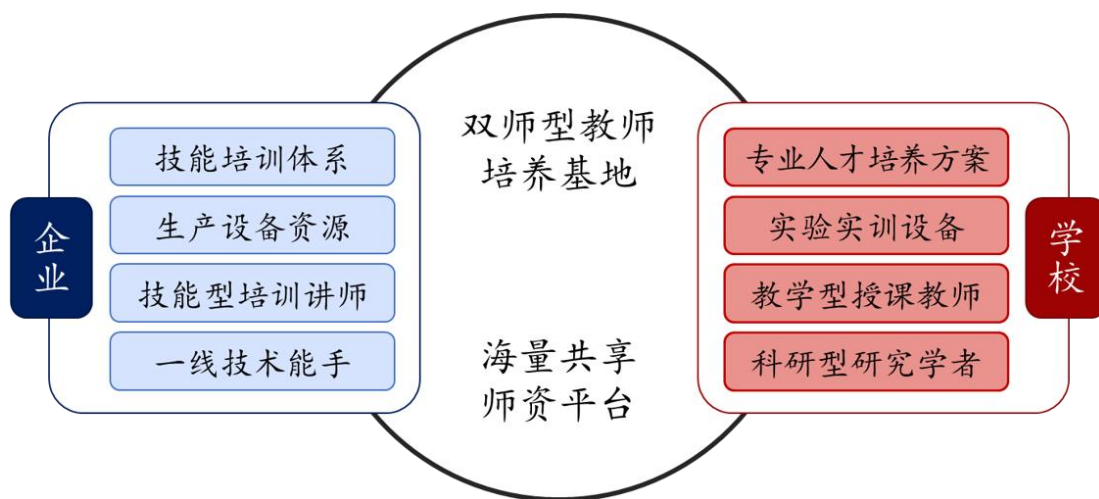 企业
技能培训体系
生产设备资源
技能型培训讲师
一线技术能手
双师型教师
培养基地
海量共享
师资平台
专业人才培养方案
实验实训设备
教学型授课教师
科研型研究学者
学校